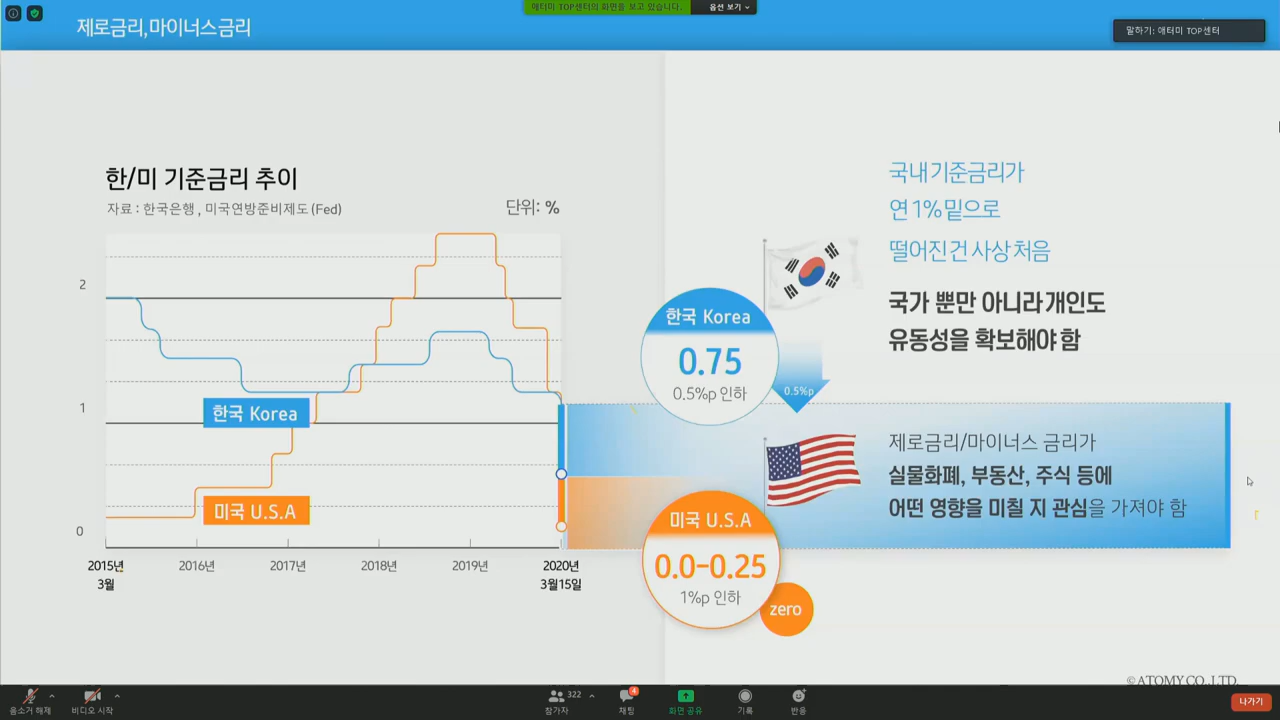 애터미 TOP센터의 화면을 보고 있습니다.
옵션 보기
제로금리,마이너스금리
말하기: 애터미 TOP센터
한/미 기준금리 추이
자료 : 한국은행 , 미국연방준비제도(Fed)
단위: %
2
1
0
한국 Korea
미국 U.S.A
2015년
3월
2016년
2017년
2018년
2019년
2020년
3월15일
한국 Korea
0.75
0.5%p 인하
0.5%p
미국 U.S.A
0.0-0.25
1%p 인하
zero
국내 기준금리가
연 1% 밑으로
떨어진 건 사상 처음
국가 뿐만 아니라 개인도
유동성을 확보해야 함
제로금리/마이너스 금리가
실물화폐, 부동산, 주식 등에
어떤 영향을 미칠 지 관심을 가져야 함
© ATOMY CO.,LTD.
음소거 해제
비디오 시작
322
참가자
4
채팅
화면 공유
기록
반응
나가기